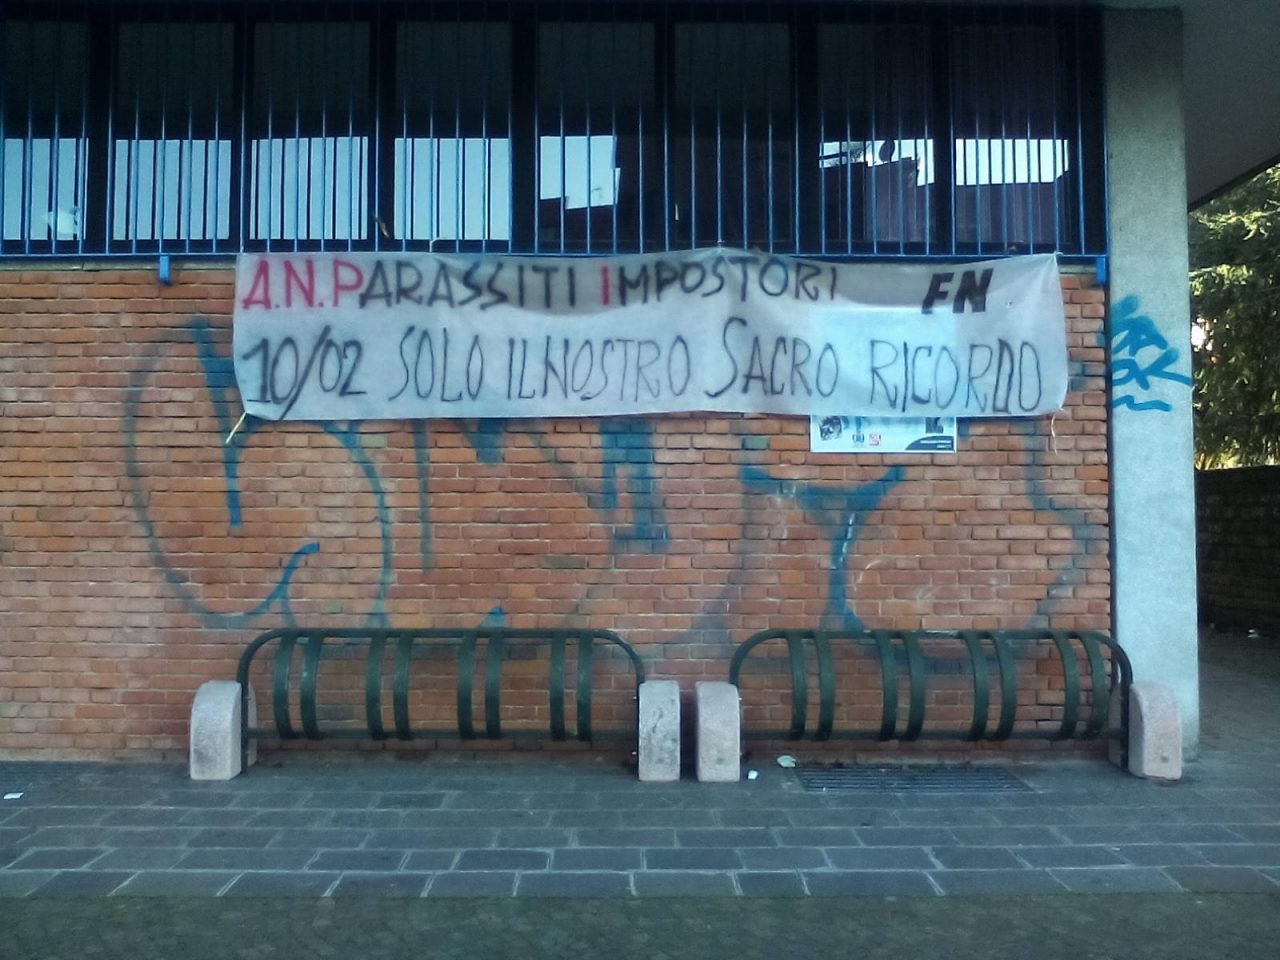 A.N.PARASSITI IMPOSTORI FN
10/02 SOLO IL NOSTRO SACRO RICORDO